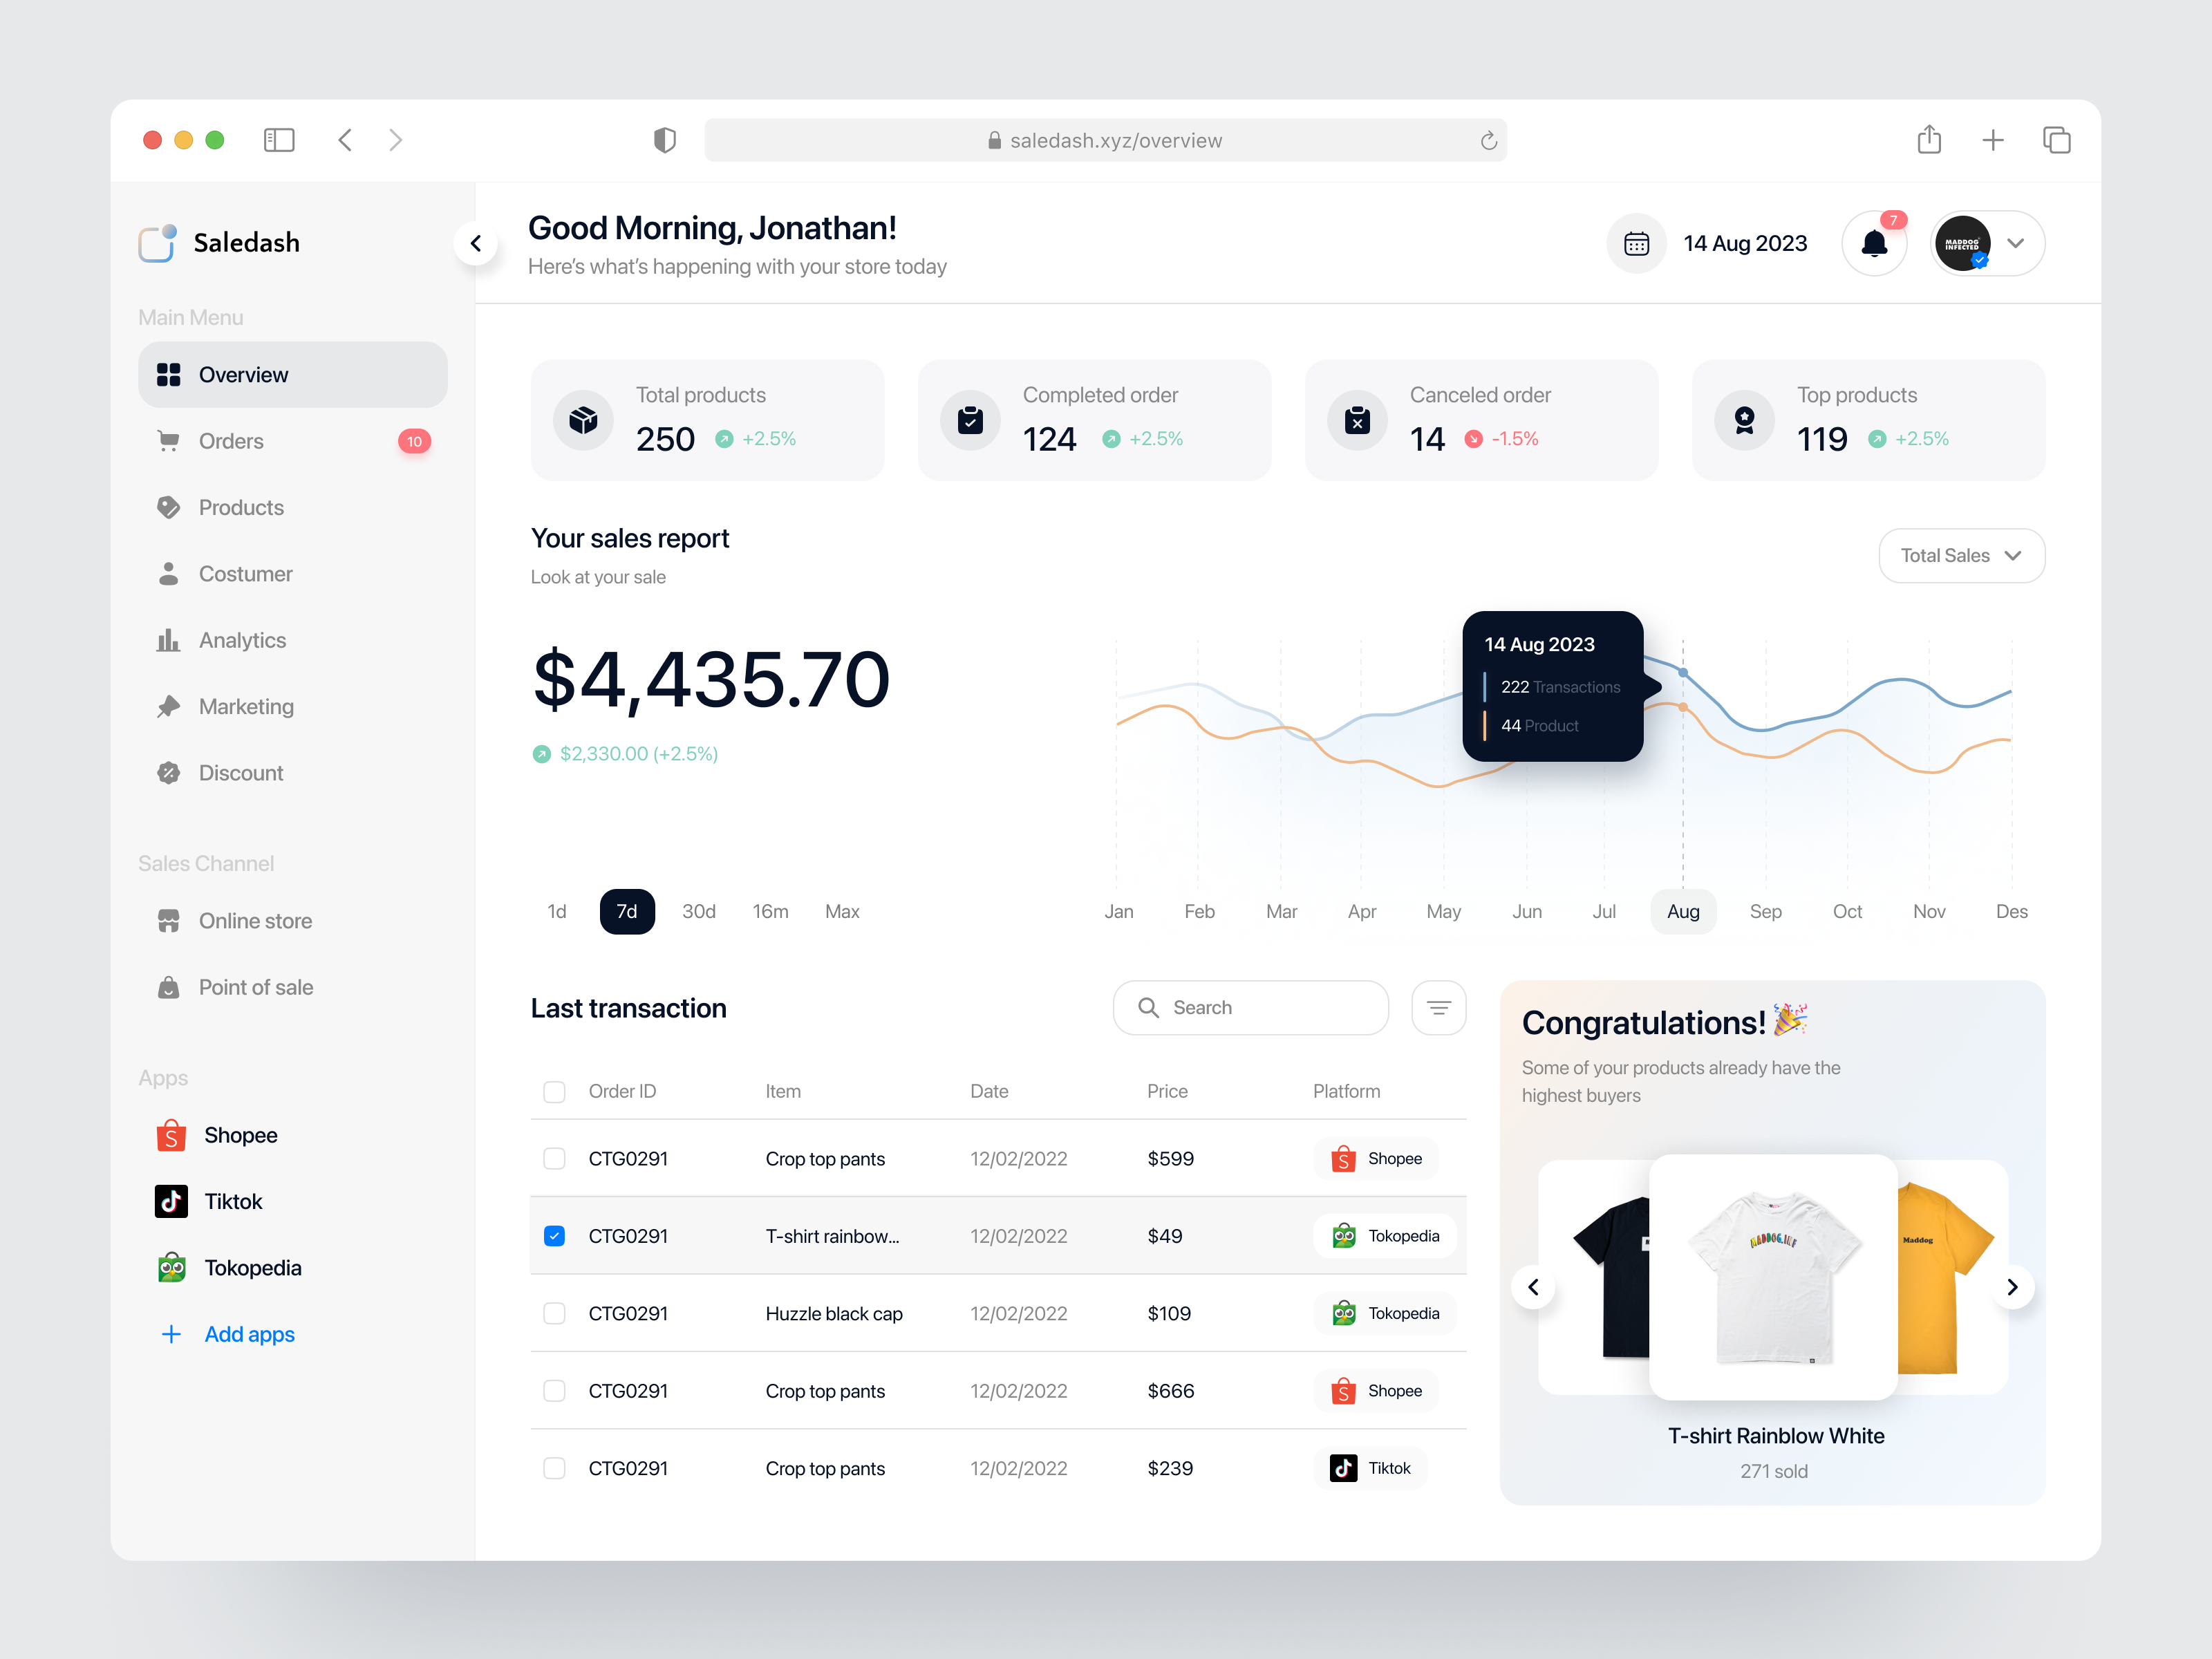 saledash.xyz/overview
Saledash
Main Menu
Overview
Orders 10
Products
Costumer
Analytics
Marketing
Discount
Sales Channel
Online store
Point of sale
Apps
Shopee
Tiktok
Tokopedia
Add apps
Good Morning, Jonathan!
Here’s what’s happening with your store today
14 Aug 2023
7
MADDOG
INFECTED
Total products
250 +2.5%
Completed order
124 +2.5%
Canceled order
14 -1.5%
Top products
119 +2.5%
Your sales report
Look at your sale
Total Sales
$4,435.70
$2,330.00 (+2.5%)
1d 7d 30d 16m Max
14 Aug 2023
222 Transactions
44 Product
Jan Feb Mar Apr May Jun Jul Aug Sep Oct Nov Des
Last transaction
Search
Order ID Item Date Price Platform
CTG0291 Crop top pants 12/02/2022 $599 Shopee
CTG0291 T-shirt rainbow... 12/02/2022 $49 Tokopedia
CTG0291 Huzzle black cap 12/02/2022 $109 Tokopedia
CTG0291 Crop top pants 12/02/2022 $666 Shopee
CTG0291 Crop top pants 12/02/2022 $239 Tiktok
Congratulations! 🎉
Some of your products already have the
highest buyers
MADDOG.INF
Maddog
T-shirt Rainblow White
271 sold